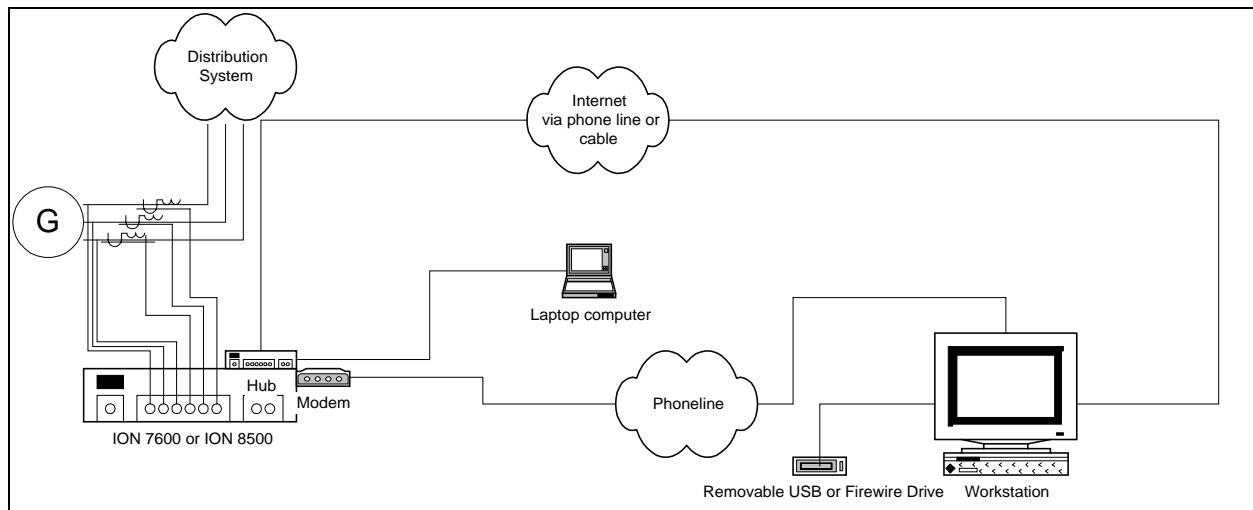 Distribution
System
Internet
via phone line or
cable
G
Laptop computer
Hub
Modem
Phoneline
ION 7600 or ION 8500
Removable USB or Firewire Drive
Workstation